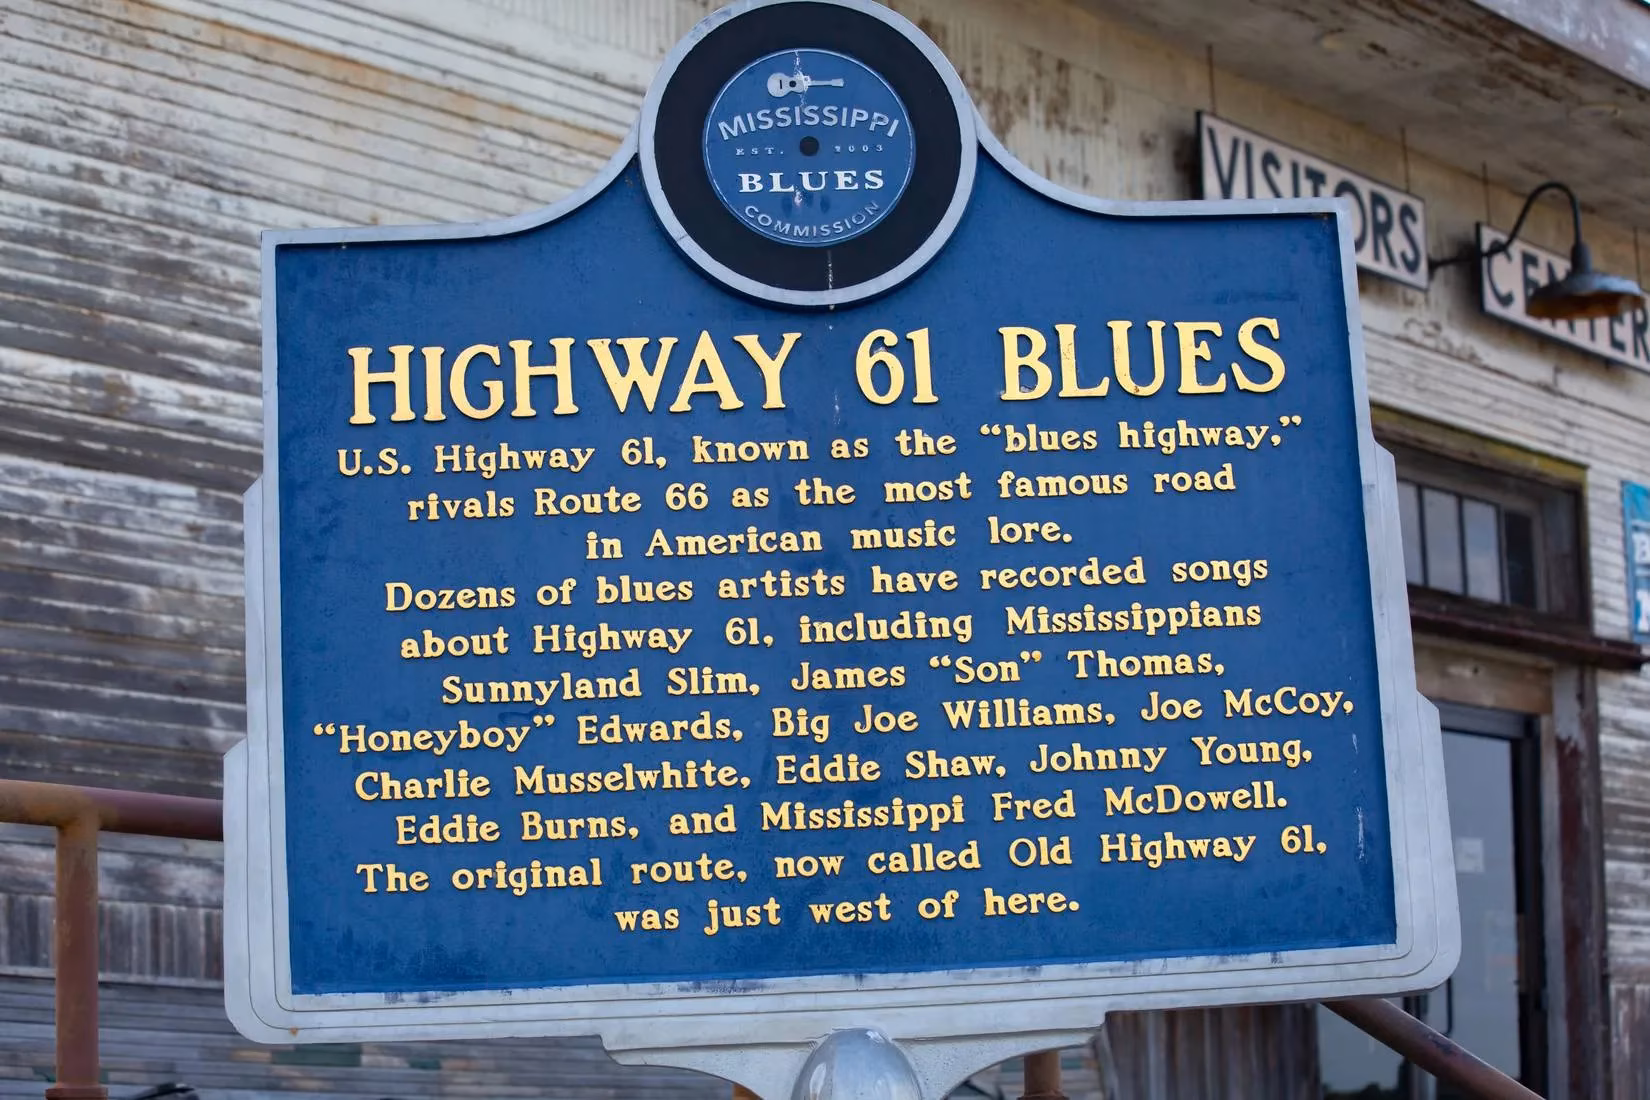 MISSISSIPPI
EST. 2003
BLUES
COMMISSION
VISITORS
CENTER
HIGHWAY 61 BLUES
U.S. Highway 61, known as the “blues highway,”
rivals Route 66 as the most famous road
in American music lore.
Dozens of blues artists have recorded songs
about Highway 61, including Mississippians
Sunnyland Slim, James “Son” Thomas,
“Honeyboy” Edwards, Big Joe Williams, Joe McCoy,
Charlie Musselwhite, Eddie Shaw, Johnny Young,
Eddie Burns, and Mississippi Fred McDowell.
The original route, now called Old Highway 61,
was just west of here.